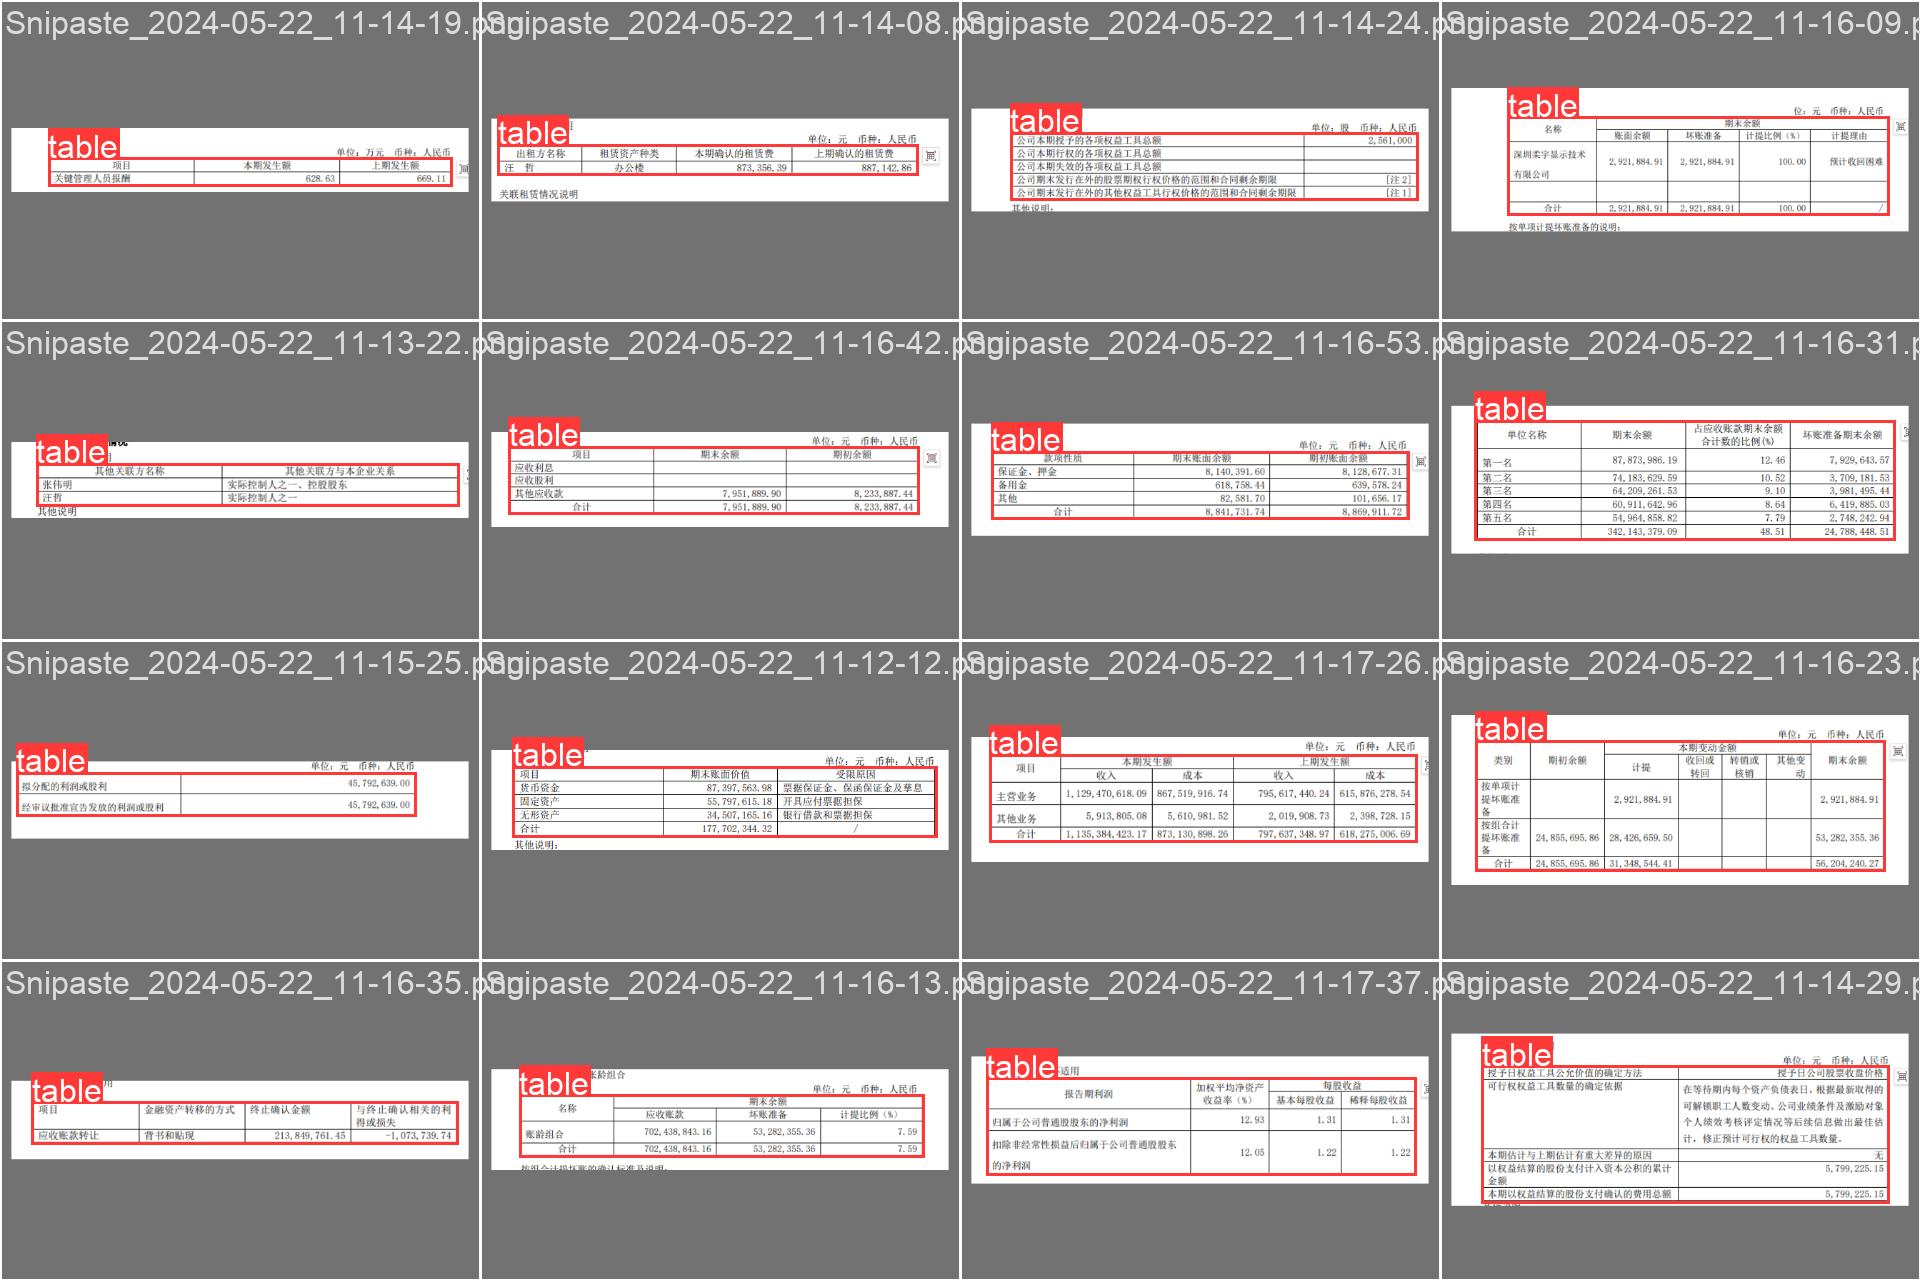 Snipaste_2024-05-22_11-14-19.png
table
单位：万元 币种：人民币
项目 本期发生额 上期发生额
关键管理人员报酬 628.63 669.11
Snipaste_2024-05-22_11-14-08.png
table
单位：元 币种：人民币
出租方名称 租赁资产种类 本期确认的租赁费 上期确认的租赁费
汪 哲 办公楼 873,356.39 887,142.86
关联租赁情况说明
Snipaste_2024-05-22_11-14-24.png
table
单位：股 币种：人民币
公司本期授予的各项权益工具总额 2,561,000
公司本期行权的各项权益工具总额
公司本期失效的各项权益工具总额
公司期末发行在外的股票期权行权价格的范围和合同剩余期限 [注 2]
公司期末发行在外的其他权益工具行权价格的范围和合同剩余期限 [注 1]
其他说明：
Snipaste_2024-05-22_11-16-09.p
table
位：元 币种：人民币
名称 期末余额
账面余额 坏账准备 计提比例（%） 计提理由
深圳柔宇显示技术有限公司 2,921,884.91 2,921,884.91 100.00 预计收回困难
合计 2,921,884.91 2,921,884.91 100.00 /
按单项计提坏账准备的说明：
Snipaste_2024-05-22_11-13-22.png
table
其他关联方名称 其他关联方与本企业关系
张伟明 实际控制人之一、控股股东
汪哲 实际控制人之一
其他说明
Snipaste_2024-05-22_11-16-42.png
table
单位：元 币种：人民币
项目 期末余额 期初余额
应收利息
应收股利
其他应收款 7,951,889.90 8,233,887.44
合计 7,951,889.90 8,233,887.44
Snipaste_2024-05-22_11-16-53.png
table
单位：元 币种：人民币
款项性质 期末账面余额 期初账面余额
保证金、押金 8,140,391.60 8,128,677.31
备用金 618,758.44 639,578.24
其他 82,581.70 101,656.17
合计 8,841,731.74 8,869,911.72
Snipaste_2024-05-22_11-16-31.p
table
单位名称 期末余额 占应收账款期末余额合计数的比例(%) 坏账准备期末余额
第一名 87,873,986.19 12.46 7,929,643.57
第二名 74,183,629.59 10.52 3,709,181.53
第三名 64,209,261.53 9.10 3,981,495.44
第四名 60,911,642.96 8.64 6,419,885.03
第五名 54,964,858.82 7.79 2,748,242.94
合计 342,143,379.09 48.51 24,788,448.51
Snipaste_2024-05-22_11-15-25.png
table
单位：元 币种：人民币
拟分配的利润或股利 45,792,639.00
经审议批准宣告发放的利润或股利 45,792,639.00
Snipaste_2024-05-22_11-12-12.png
table
单位：元 币种：人民币
项目 期末账面价值 受限原因
货币资金 87,397,563.98 票据保证金、保函保证金及孳息
固定资产 55,797,615.18 开具应付票据担保
无形资产 34,507,165.16 银行借款和票据担保
合计 177,702,344.32 /
其他说明：
Snipaste_2024-05-22_11-17-26.png
table
单位：元 币种：人民币
项目 本期发生额 上期发生额
收入 成本 收入 成本
主营业务 1,129,470,618.09 867,519,916.74 795,617,440.24 615,876,278.54
其他业务 5,913,805.08 5,610,981.52 2,019,908.73 2,398,728.15
合计 1,135,384,423.17 873,130,898.26 797,637,348.97 618,275,006.69
Snipaste_2024-05-22_11-16-23.p
table
单位：元 币种：人民币
类别 期初余额 本期变动金额 期末余额
计提 收回或转回 转销或核销 其他变动
按单项计提坏账准备 2,921,884.91 2,921,884.91
按组合计提坏账准备 24,855,695.86 28,426,659.50 53,282,355.36
合计 24,855,695.86 31,348,544.41 56,204,240.27
Snipaste_2024-05-22_11-16-35.png
table
用
项目 金融资产转移的方式 终止确认金额 与终止确认相关的利得或损失
应收账款转让 背书和贴现 213,849,761.45 -1,073,739.74
Snipaste_2024-05-22_11-16-13.png
table
账龄组合
单位：元 币种：人民币
名称 期末余额
应收账款 坏账准备 计提比例（%）
账龄组合 702,438,843.16 53,282,355.36 7.59
合计 702,438,843.16 53,282,355.36 7.59
按组合计提坏账的确认标准及说明：
Snipaste_2024-05-22_11-17-37.png
table
适用
报告期利润 加权平均净资产收益率（%） 每股收益
基本每股收益 稀释每股收益
归属于公司普通股股东的净利润 12.93 1.31 1.31
扣除非经常性损益后归属于公司普通股股东的净利润 12.05 1.22 1.22
Snipaste_2024-05-22_11-14-29.p
table
单位：元 币种：人民币
授予日权益工具公允价值的确定方法 授予日公司股票收盘价格
可行权权益工具数量的确定依据 在等待期内每个资产负债表日，根据最新取得的可解锁职工人数变动、公司业绩条件及激励对象个人绩效考核评定情况等后续信息做出最佳估计，修正预计可行权的权益工具数量。
本期估计与上期估计有重大差异的原因 无
以权益结算的股份支付计入资本公积的累计金额 5,799,225.15
本期以权益结算的股份支付确认的费用总额 5,799,225.15